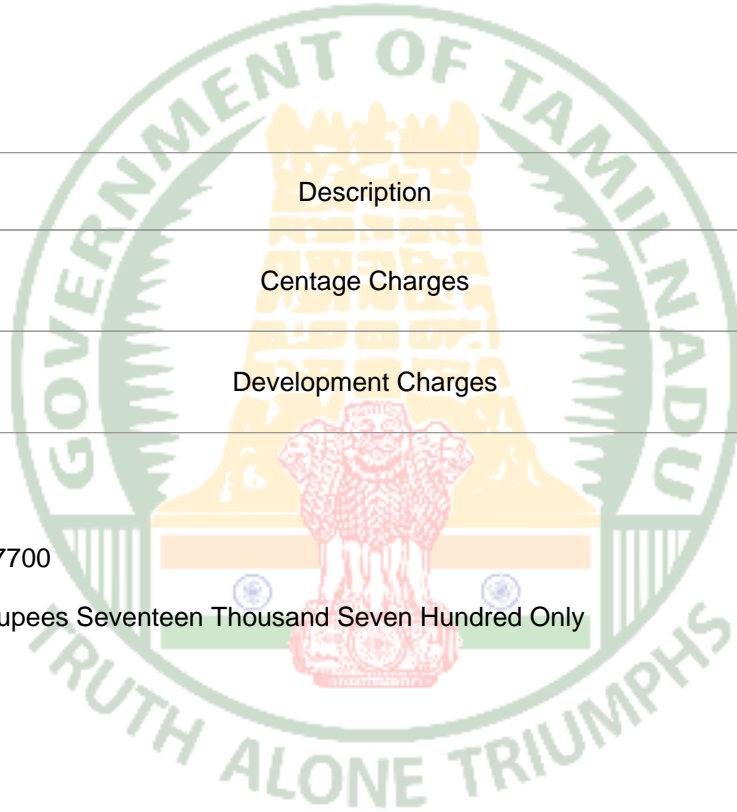 GOVERNMENT OF TAMILNADU
Description
Centage Charges
Development Charges
7700
upees Seventeen Thousand Seven Hundred Only
TRUTH ALONE TRIUMPHS